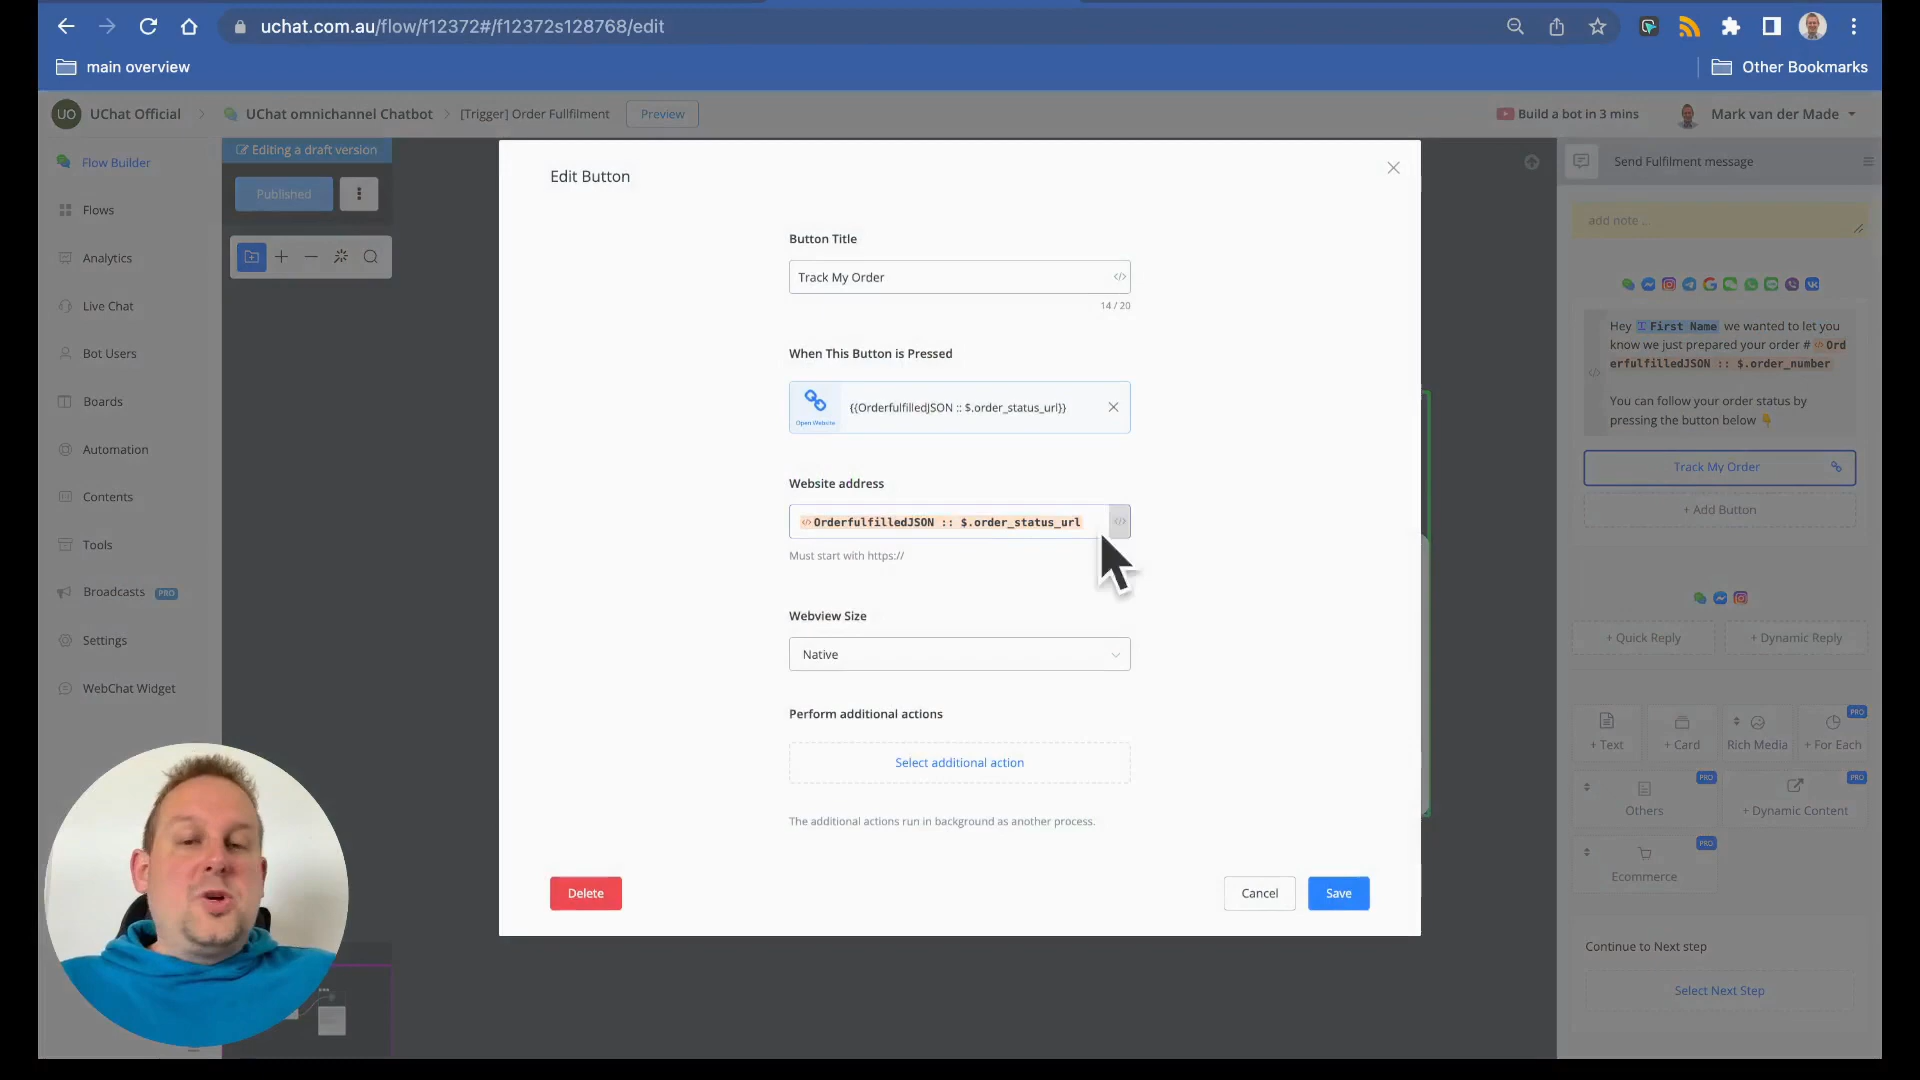 uchat.com.au/flow/f12372#/f12372s128768/edit
main overview
Other Bookmarks
UO UChat Official
UChat omnichannel Chatbot
[Trigger] Order Fullfilment
Preview
Build a bot in 3 mins
Mark van der Made
Flow Builder
Flows
Analytics
Live Chat
Bot Users
Boards
Automation
Contents
Tools
Broadcasts PRO
Settings
WebChat Widget
Editing a draft version
Published
Edit Button
Button Title
Track My Order
14 / 20
When This Button is Pressed
Open Website
{{OrderfulfilledJSON :: $.order_status_url}}
Website address
OrderfulfilledJSON :: $.order_status_url
Must start with https://
Webview Size
Native
Perform additional actions
Select additional action
The additional actions run in background as another process.
Delete
Cancel
Save
Send Fulfilment message
add note ..
Hey First Name we wanted to let you
know we just prepared your order # Ord
erfulfilledJSON :: $.order_number
You can follow your order status by
pressing the button below 👇
Track My Order
+ Add Button
+ Quick Reply
+ Dynamic Reply
PRO
+ Text
+ Card
Rich Media
+ For Each
PRO
PRO
Others
+ Dynamic Content
PRO
Ecommerce
Continue to Next step
Select Next Step